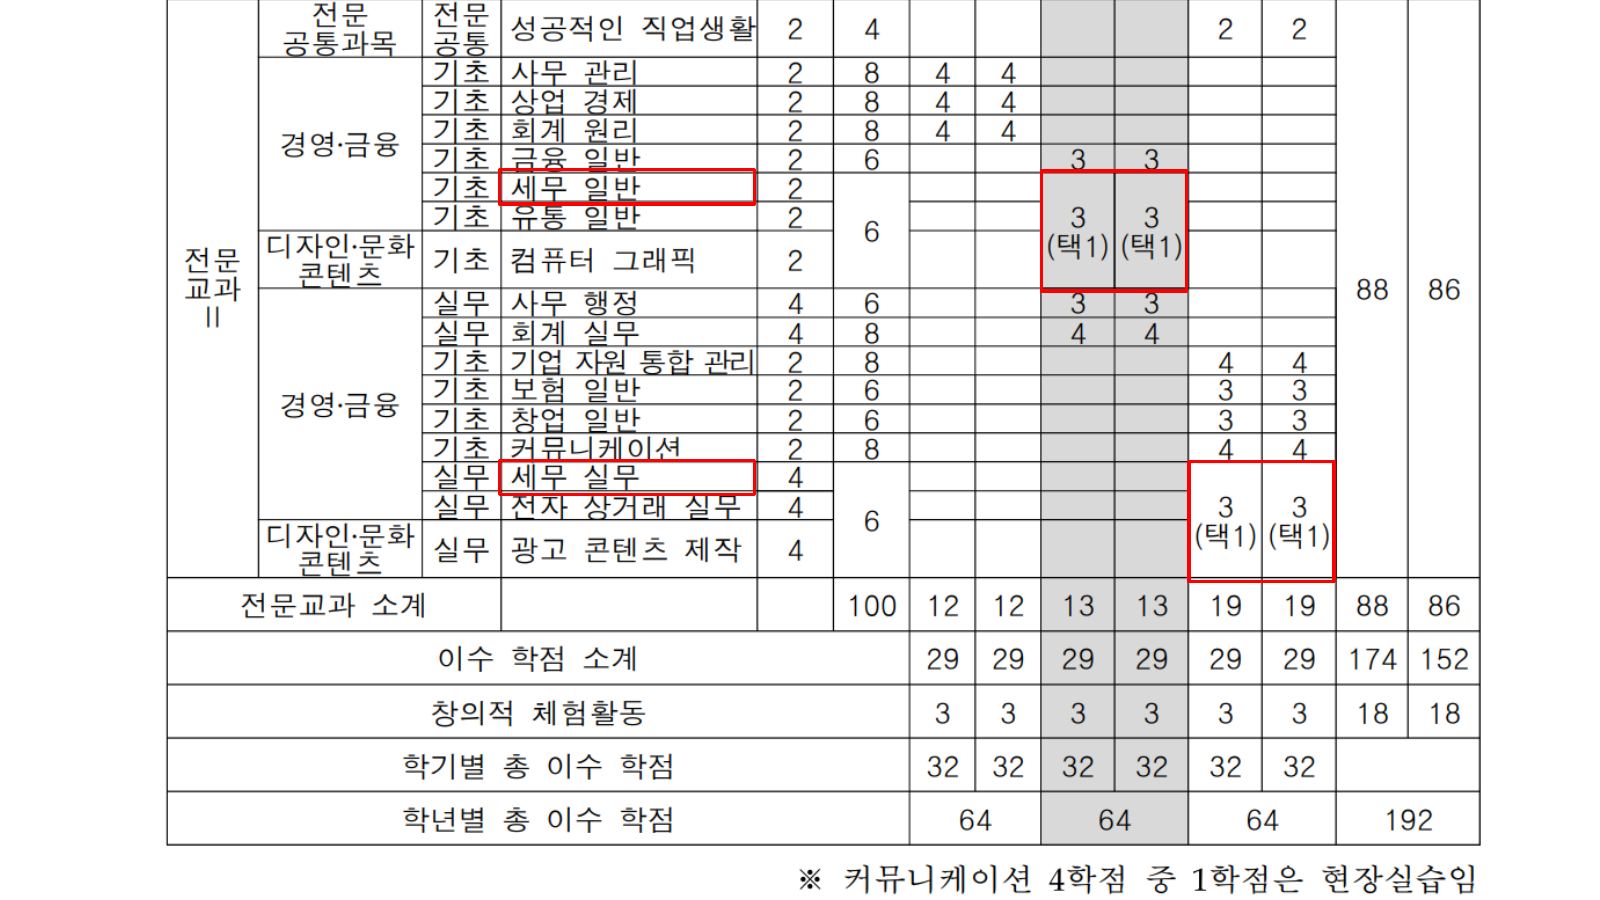 전문 공통과목 전문 공통 성공적인 직업생활 2 4 2 2
경영·금융 기초 사무 관리 2 8 4 4
기초 상업 경제 2 8 4 4
기초 회계 원리 2 8 4 4
기초 금융 일반 2 6 3 3
기초 세무 일반 2 6 3 (택1) 3 (택1)
기초 유통 일반 2
디자인·문화 콘텐츠 기초 컴퓨터 그래픽 2
전문 교과 Ⅱ 88 86
경영·금융 실무 사무 행정 4 6 3 3
실무 회계 실무 4 8 4 4
기초 기업 자원 통합 관리 2 8 4 4
기초 보험 일반 2 6 3 3
기초 창업 일반 2 6 3 3
기초 커뮤니케이션 2 8 4 4
실무 세무 실무 4 6 3 (택1) 3 (택1)
실무 전자 상거래 실무 4
디자인·문화 콘텐츠 실무 광고 콘텐츠 제작 4
전문교과 소계 100 12 12 13 13 19 19 88 86
이수 학점 소계 29 29 29 29 29 29 174 152
창의적 체험활동 3 3 3 3 3 3 18 18
학기별 총 이수 학점 32 32 32 32 32 32
학년별 총 이수 학점 64 64 64 192
※ 커뮤니케이션 4학점 중 1학점은 현장실습임